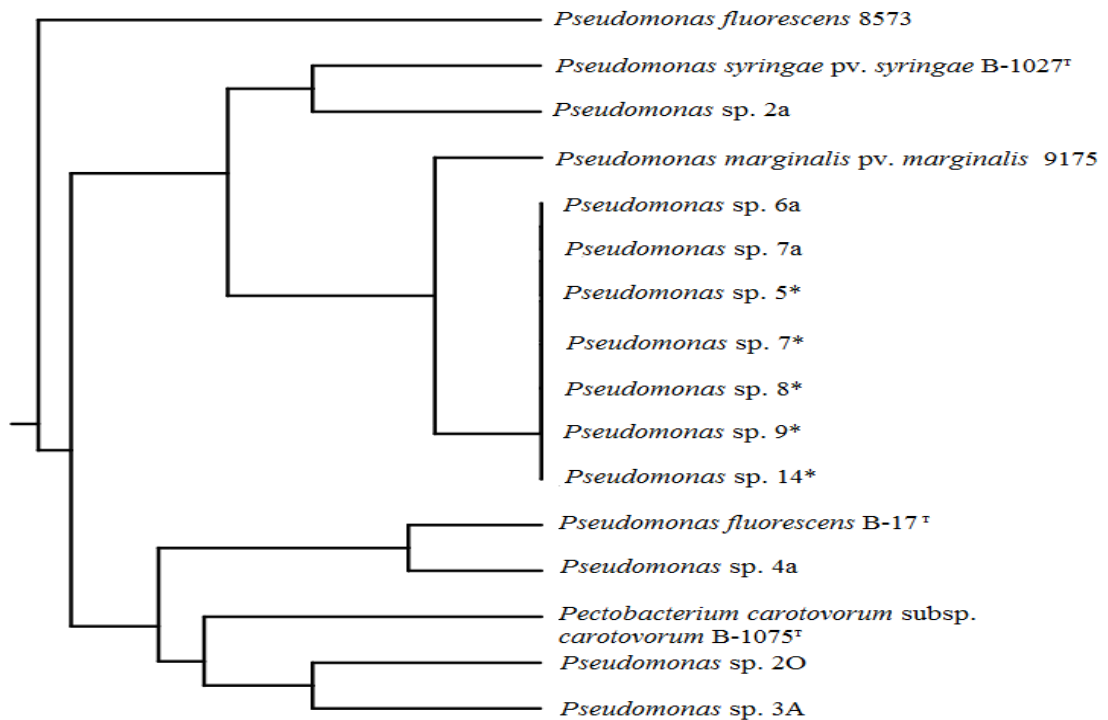 Pseudomonas fluorescens 8573
Pseudomonas syringae pv. syringae B-1027ᵀ
Pseudomonas sp. 2a
Pseudomonas marginalis pv. marginalis 9175
Pseudomonas sp. 6a
Pseudomonas sp. 7a
Pseudomonas sp. 5*
Pseudomonas sp. 7*
Pseudomonas sp. 8*
Pseudomonas sp. 9*
Pseudomonas sp. 14*
Pseudomonas fluorescens B-17 ᵀ
Pseudomonas sp. 4a
Pectobacterium carotovorum subsp.
carotovorum B-1075ᵀ
Pseudomonas sp. 2O
Pseudomonas sp. 3A